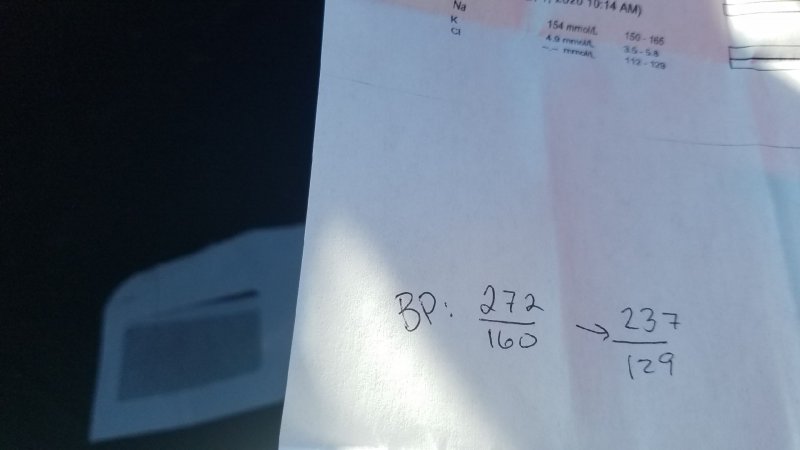 2020 10:14 AM)
Na 154 mmol/L 150 - 165
K 4.9 mmol/L 3.5 - 5.8
Cl --.-- mmol/L 112 - 129
BP: 272/160 → 237/129